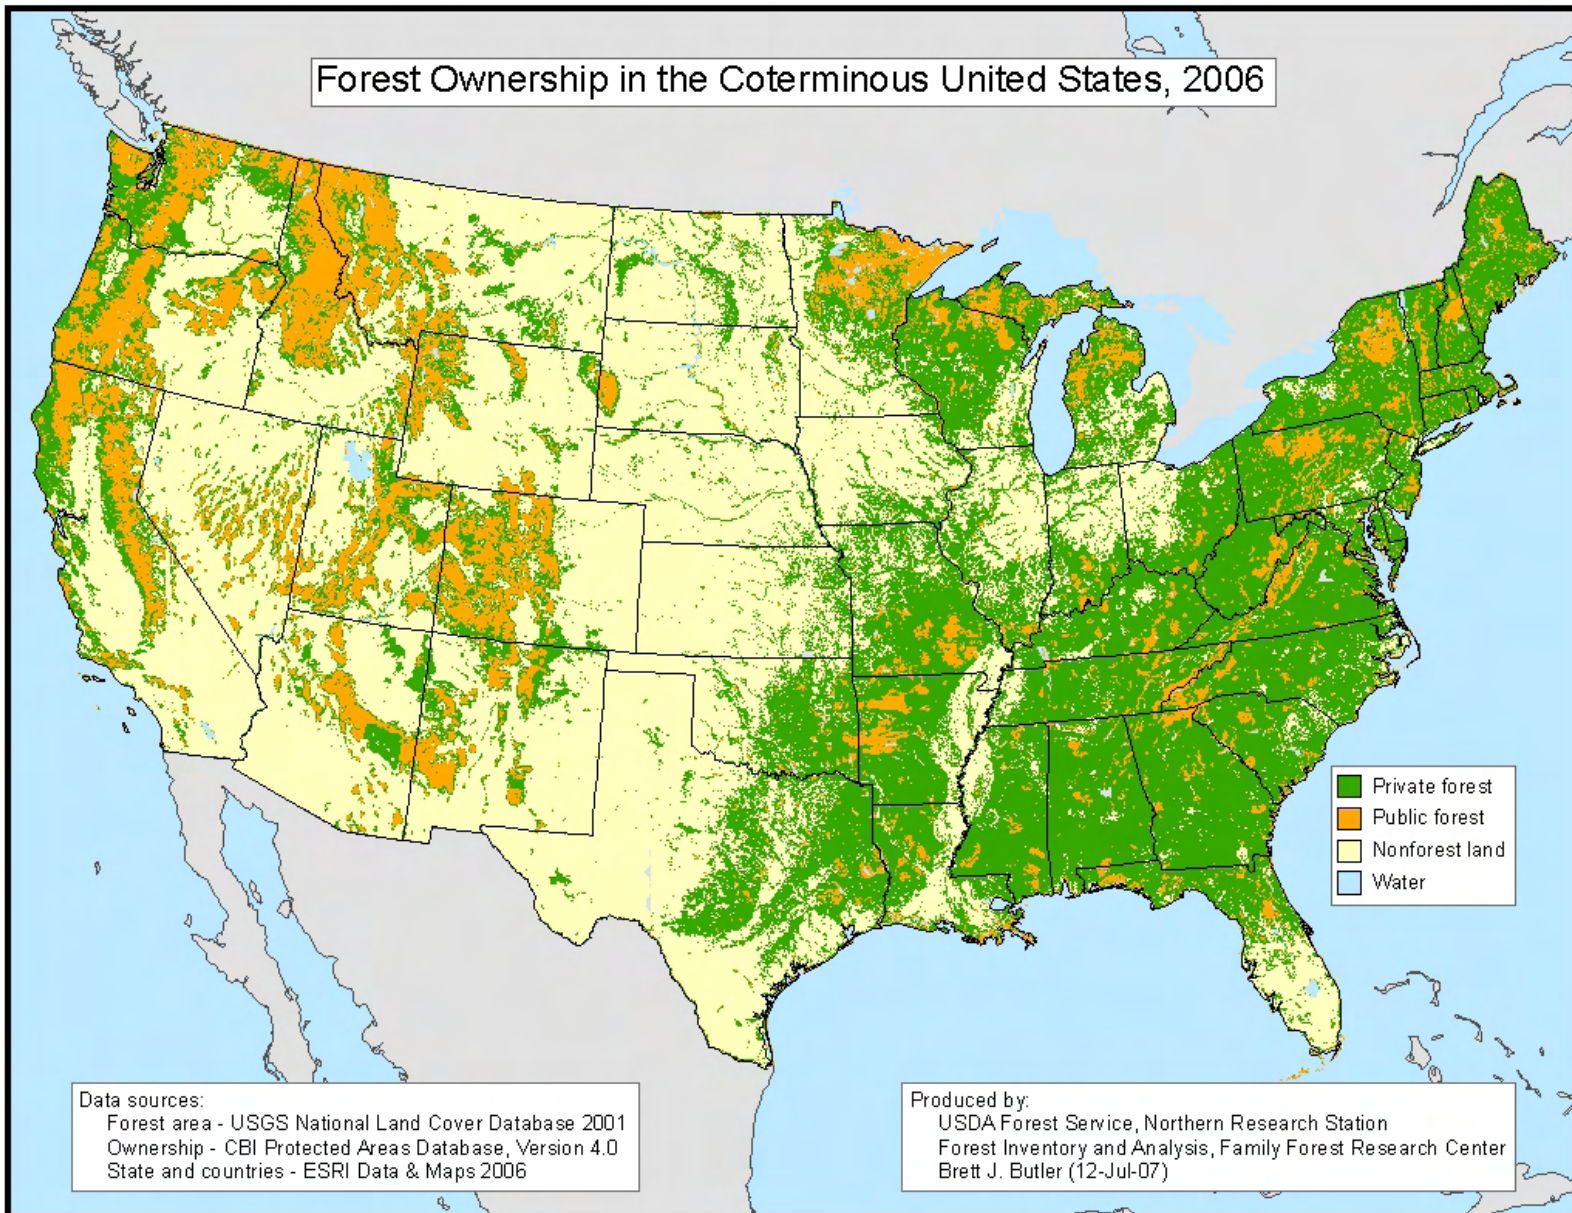 Forest Ownership in the Coterminous United States, 2006
Private forest
Public forest
Nonforest land
Water
Data sources:
Forest area - USGS National Land Cover Database 2001
Ownership - CBI Protected Areas Database, Version 4.0
State and countries - ESRI Data & Maps 2006
Produced by:
USDA Forest Service, Northern Research Station
Forest Inventory and Analysis, Family Forest Research Center
Brett J. Butler (12-Jul-07)